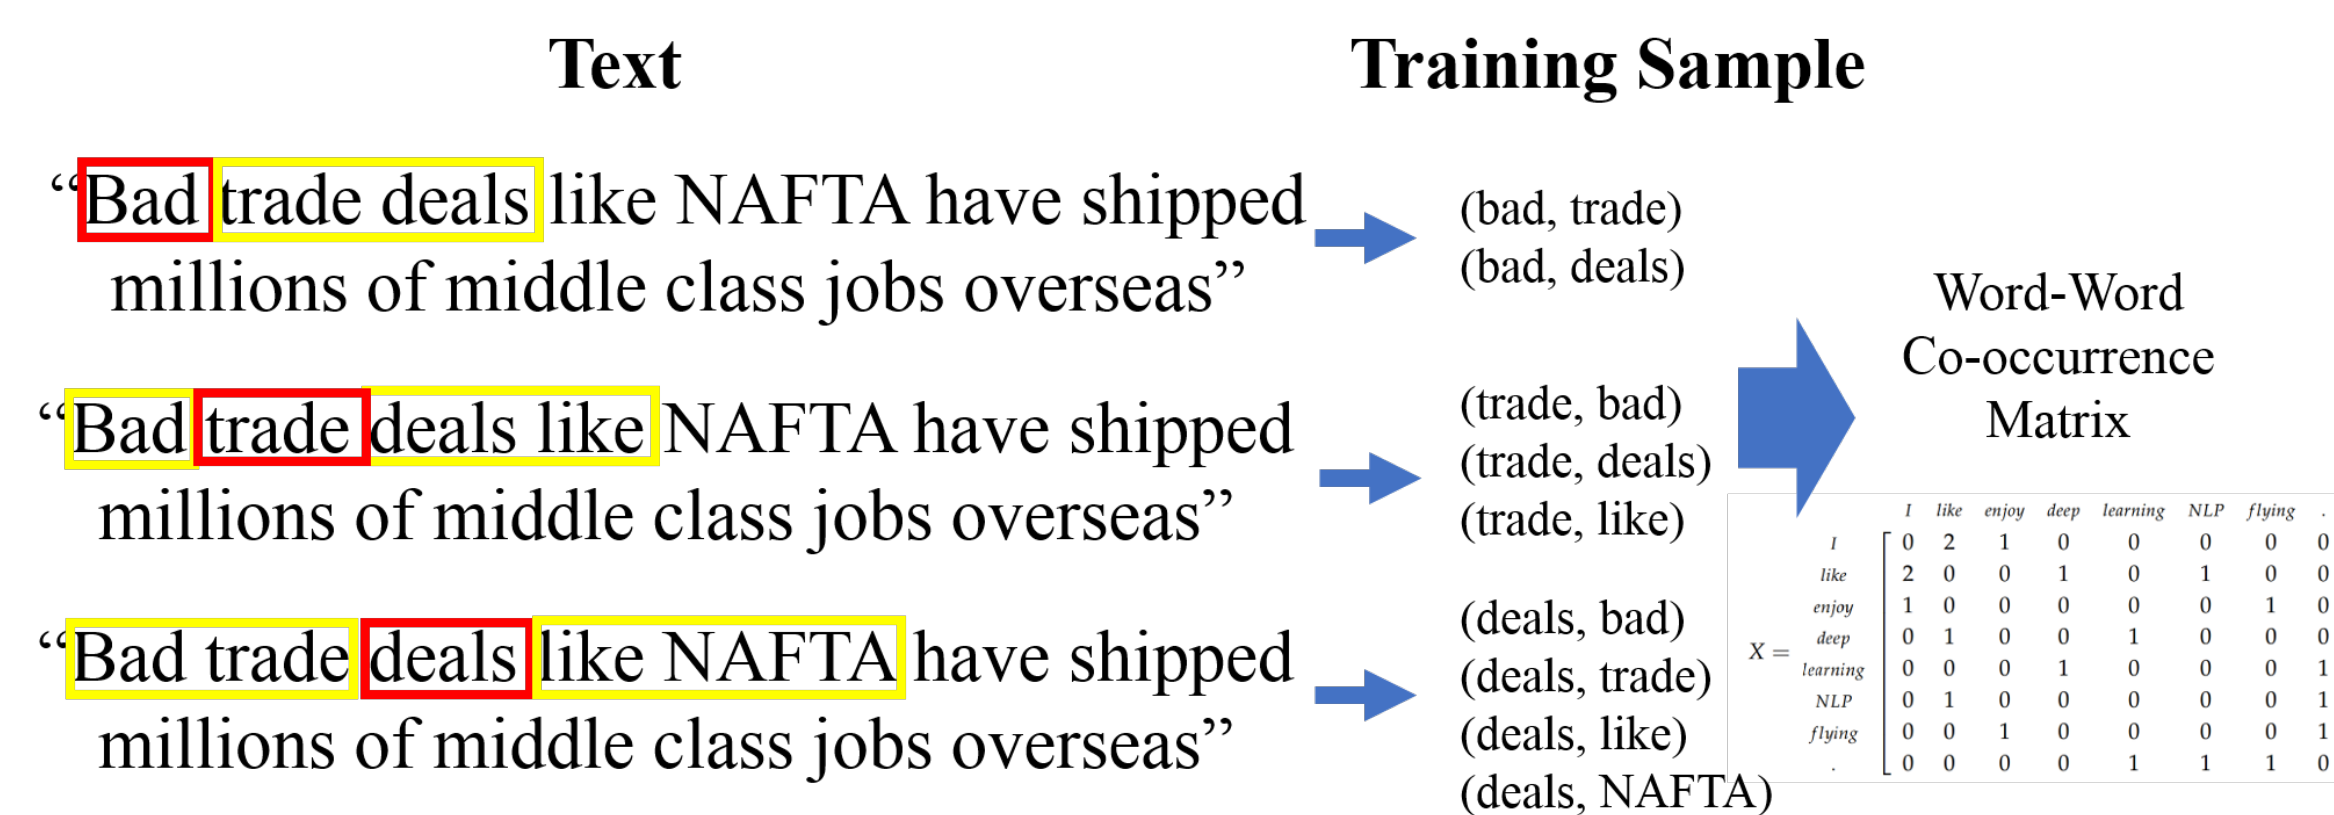 Text
Training Sample
“Bad trade deals like NAFTA have shipped
millions of middle class jobs overseas”
(bad, trade)
(bad, deals)
“Bad trade deals like NAFTA have shipped
millions of middle class jobs overseas”
(trade, bad)
(trade, deals)
(trade, like)
“Bad trade deals like NAFTA have shipped
millions of middle class jobs overseas”
(deals, bad)
(deals, trade)
(deals, like)
(deals, NAFTA)
Word-Word
Co-occurrence
Matrix
I like enjoy deep learning NLP flying .
I 0 2 1 0 0 0 0 0
like 2 0 0 1 0 1 0 0
enjoy 1 0 0 0 0 0 1 0
deep 0 1 0 0 1 0 0 0
X =
learning 0 0 0 1 0 0 0 1
NLP 0 1 0 0 0 0 0 1
flying 0 0 1 0 0 0 0 1
. 0 0 0 0 1 1 1 0